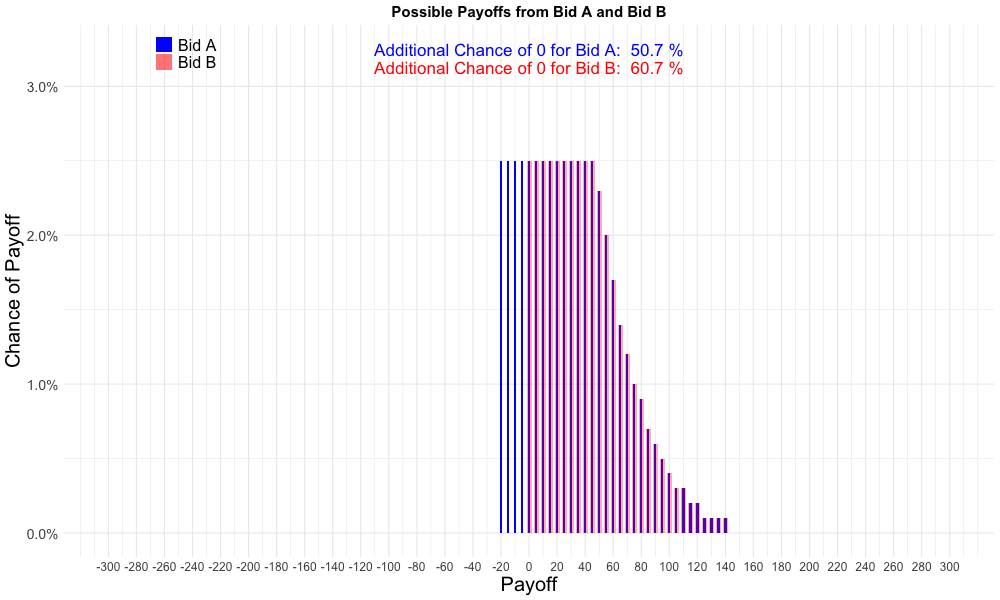 Possible Payoffs from Bid A and Bid B
Bid A
Bid B
Additional Chance of 0 for Bid A: 50.7 %
Additional Chance of 0 for Bid B: 60.7 %
Chance of Payoff
3.0%
2.0%
1.0%
0.0%
-300 -280 -260 -240 -220 -200 -180 -160 -140 -120 -100 -80 -60 -40 -20 0 20 40 60 80 100 120 140 160 180 200 220 240 260 280 300
Payoff